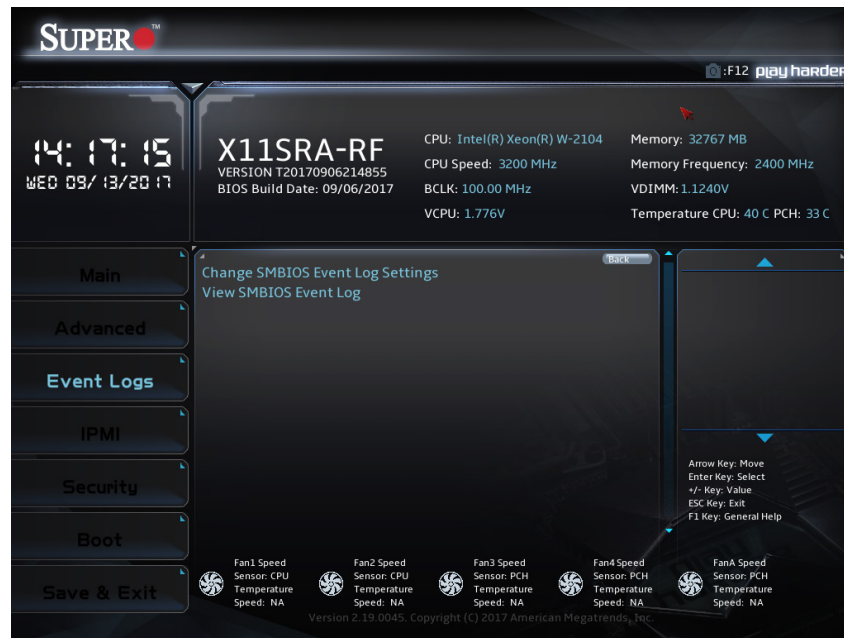 SUPER™
:F12 play harder
14:17:15
WED 09/13/2017
X11SRA-RF
VERSION T20170906214855
BIOS Build Date: 09/06/2017
CPU: Intel(R) Xeon(R) W-2104
CPU Speed: 3200 MHz
BCLK: 100.00 MHz
VCPU: 1.776V
Memory: 32767 MB
Memory Frequency: 2400 MHz
VDIMM: 1.1240V
Temperature CPU: 40 C PCH: 33 C
Main
Advanced
Event Logs
IPMI
Security
Boot
Save & Exit
Back
Change SMBIOS Event Log Settings
View SMBIOS Event Log
Arrow Key: Move
Enter Key: Select
+/- Key: Value
ESC Key: Exit
F1 Key: General Help
Fan1 Speed
Sensor: CPU
Temperature
Speed: NA
Fan2 Speed
Sensor: CPU
Temperature
Speed: NA
Fan3 Speed
Sensor: PCH
Temperature
Speed: NA
Fan4 Speed
Sensor: PCH
Temperature
Speed: NA
FanA Speed
Sensor: PCH
Temperature
Speed: NA
Version 2.19.0045. Copyright (C) 2017 American Megatrends, Inc.